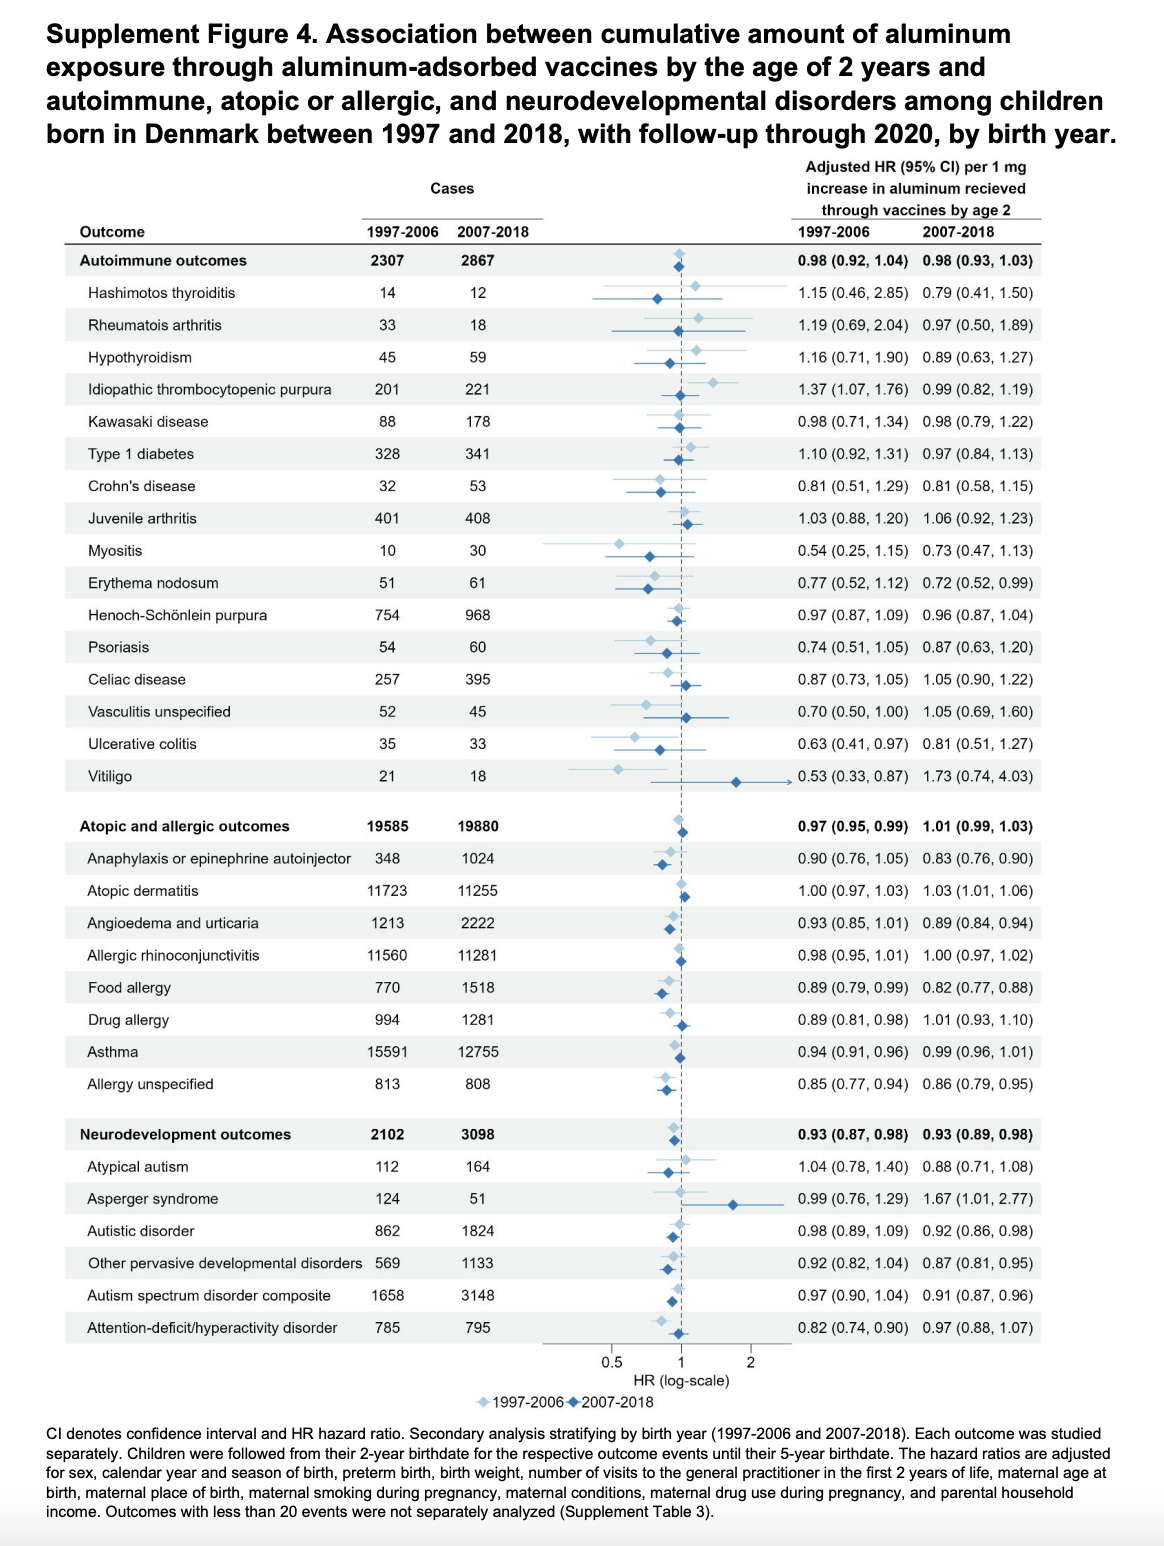 Supplement Figure 4. Association between cumulative amount of aluminum
exposure through aluminum-adsorbed vaccines by the age of 2 years and
autoimmune, atopic or allergic, and neurodevelopmental disorders among children
born in Denmark between 1997 and 2018, with follow-up through 2020, by birth year.
Adjusted HR (95% CI) per 1 mg
Cases increase in aluminum recieved
through vaccines by age 2
Outcome 1997-2006 2007-2018 1997-2006 2007-2018
Autoimmune outcomes 2307 2867 0.98 (0.92, 1.04) 0.98 (0.93, 1.03)
Hashimotos thyroiditis 14 12 1.15 (0.46, 2.85) 0.79 (0.41, 1.50)
Rheumatois arthritis 33 18 1.19 (0.69, 2.04) 0.97 (0.50, 1.89)
Hypothyroidism 45 59 1.16 (0.71, 1.90) 0.89 (0.63, 1.27)
Idiopathic thrombocytopenic purpura 201 221 1.37 (1.07, 1.76) 0.99 (0.82, 1.19)
Kawasaki disease 88 178 0.98 (0.71, 1.34) 0.98 (0.79, 1.22)
Type 1 diabetes 328 341 1.10 (0.92, 1.31) 0.97 (0.84, 1.13)
Crohn's disease 32 53 0.81 (0.51, 1.29) 0.81 (0.58, 1.15)
Juvenile arthritis 401 408 1.03 (0.88, 1.20) 1.06 (0.92, 1.23)
Myositis 10 30 0.54 (0.25, 1.15) 0.73 (0.47, 1.13)
Erythema nodosum 51 61 0.77 (0.52, 1.12) 0.72 (0.52, 0.99)
Henoch-Schönlein purpura 754 968 0.97 (0.87, 1.09) 0.96 (0.87, 1.04)
Psoriasis 54 60 0.74 (0.51, 1.05) 0.87 (0.63, 1.20)
Celiac disease 257 395 0.87 (0.73, 1.05) 1.05 (0.90, 1.22)
Vasculitis unspecified 52 45 0.70 (0.50, 1.00) 1.05 (0.69, 1.60)
Ulcerative colitis 35 33 0.63 (0.41, 0.97) 0.81 (0.51, 1.27)
Vitiligo 21 18 0.53 (0.33, 0.87) 1.73 (0.74, 4.03)
Atopic and allergic outcomes 19585 19880 0.97 (0.95, 0.99) 1.01 (0.99, 1.03)
Anaphylaxis or epinephrine autoinjector 348 1024 0.90 (0.76, 1.05) 0.83 (0.76, 0.90)
Atopic dermatitis 11723 11255 1.00 (0.97, 1.03) 1.03 (1.01, 1.06)
Angioedema and urticaria 1213 2222 0.93 (0.85, 1.01) 0.89 (0.84, 0.94)
Allergic rhinoconjunctivitis 11560 11281 0.98 (0.95, 1.01) 1.00 (0.97, 1.02)
Food allergy 770 1518 0.89 (0.79, 0.99) 0.82 (0.77, 0.88)
Drug allergy 994 1281 0.89 (0.81, 0.98) 1.01 (0.93, 1.10)
Asthma 15591 12755 0.94 (0.91, 0.96) 0.99 (0.96, 1.01)
Allergy unspecified 813 808 0.85 (0.77, 0.94) 0.86 (0.79, 0.95)
Neurodevelopment outcomes 2102 3098 0.93 (0.87, 0.98) 0.93 (0.89, 0.98)
Atypical autism 112 164 1.04 (0.78, 1.40) 0.88 (0.71, 1.08)
Asperger syndrome 124 51 0.99 (0.76, 1.29) 1.67 (1.01, 2.77)
Autistic disorder 862 1824 0.98 (0.89, 1.09) 0.92 (0.86, 0.98)
Other pervasive developmental disorders 569 1133 0.92 (0.82, 1.04) 0.87 (0.81, 0.95)
Autism spectrum disorder composite 1658 3148 0.97 (0.90, 1.04) 0.91 (0.87, 0.96)
Attention-deficit/hyperactivity disorder 785 795 0.82 (0.74, 0.90) 0.97 (0.88, 1.07)
0.5 1 2
HR (log-scale)
1997-2006 2007-2018
CI denotes confidence interval and HR hazard ratio. Secondary analysis stratifying by birth year (1997-2006 and 2007-2018). Each outcome was studied
separately. Children were followed from their 2-year birthdate for the respective outcome events until their 5-year birthdate. The hazard ratios are adjusted
for sex, calendar year and season of birth, preterm birth, birth weight, number of visits to the general practitioner in the first 2 years of life, maternal age at
birth, maternal place of birth, maternal smoking during pregnancy, maternal conditions, maternal drug use during pregnancy, and parental household
income. Outcomes with less than 20 events were not separately analyzed (Supplement Table 3).